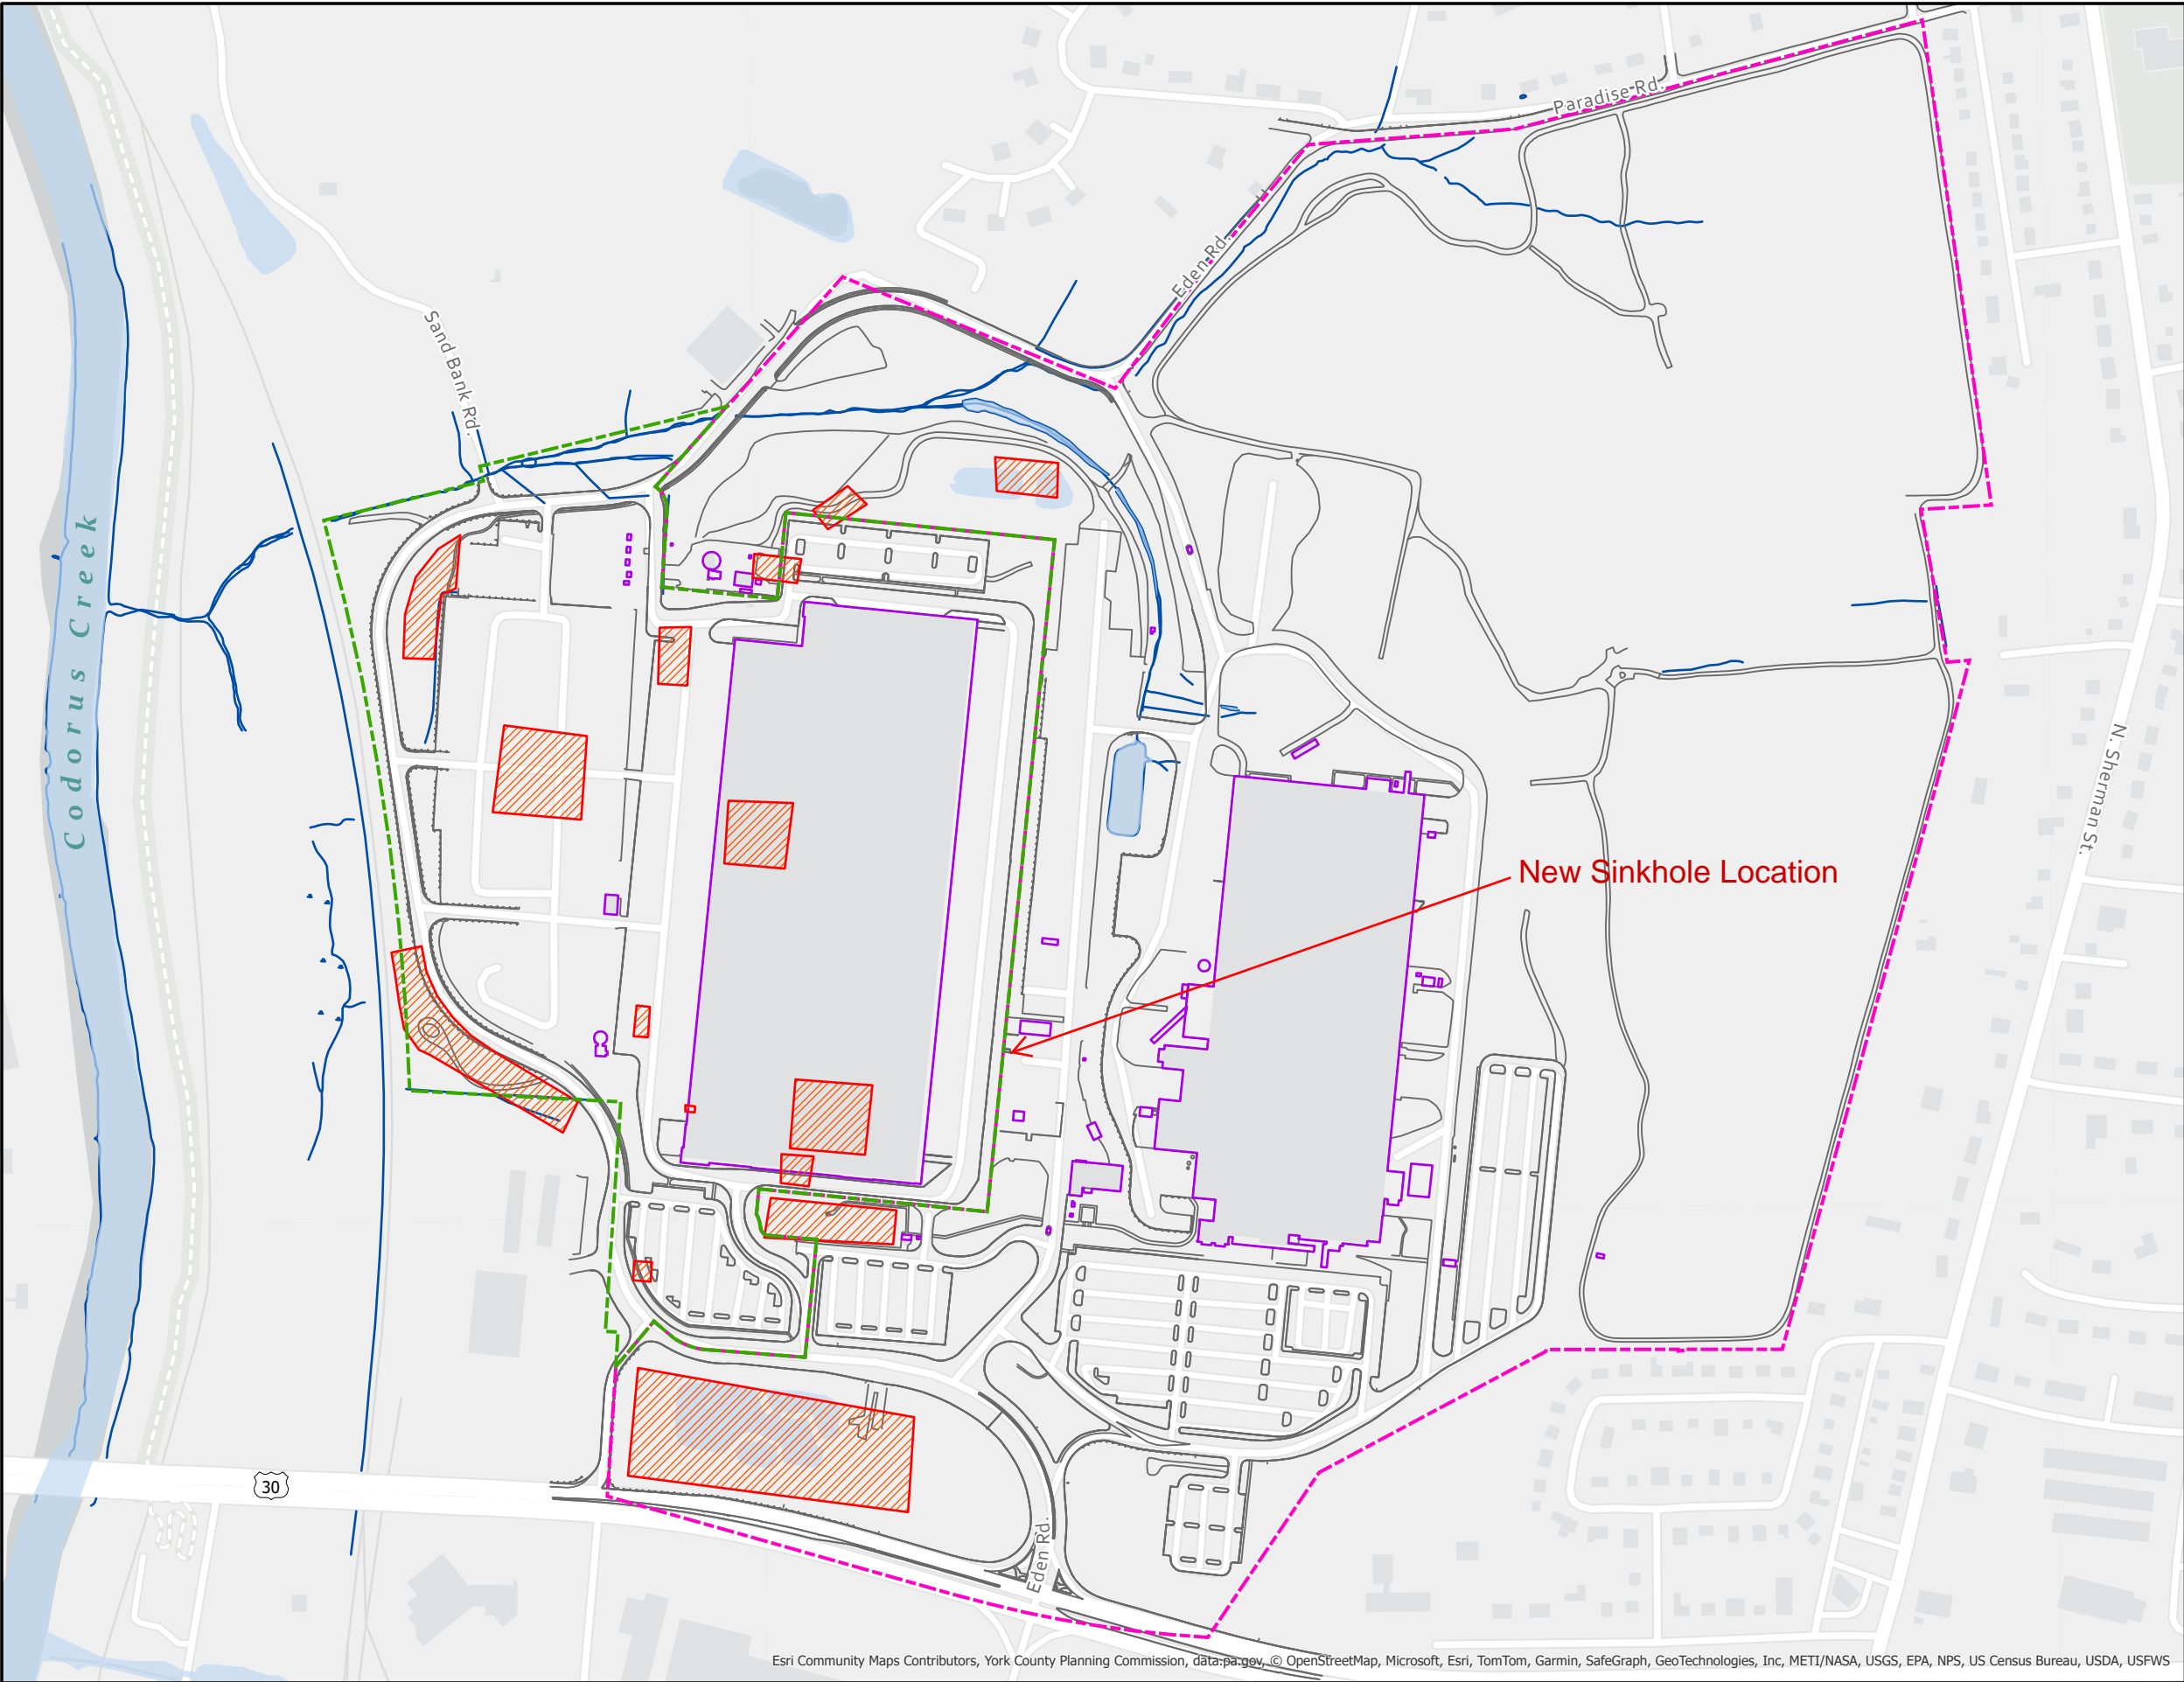 Paradise Rd.
Eden Rd.
Sand Bank Rd.
Codorus Creek
N. Sherman St.
New Sinkhole Location
30
Eden Rd.
Esri Community Maps Contributors, York County Planning Commission, data.pa.gov, © OpenStreetMap, Microsoft, Esri, TomTom, Garmin, SafeGraph, GeoTechnologies, Inc, METI/NASA, USGS, EPA, NPS, US Census Bureau, USDA, USFWS